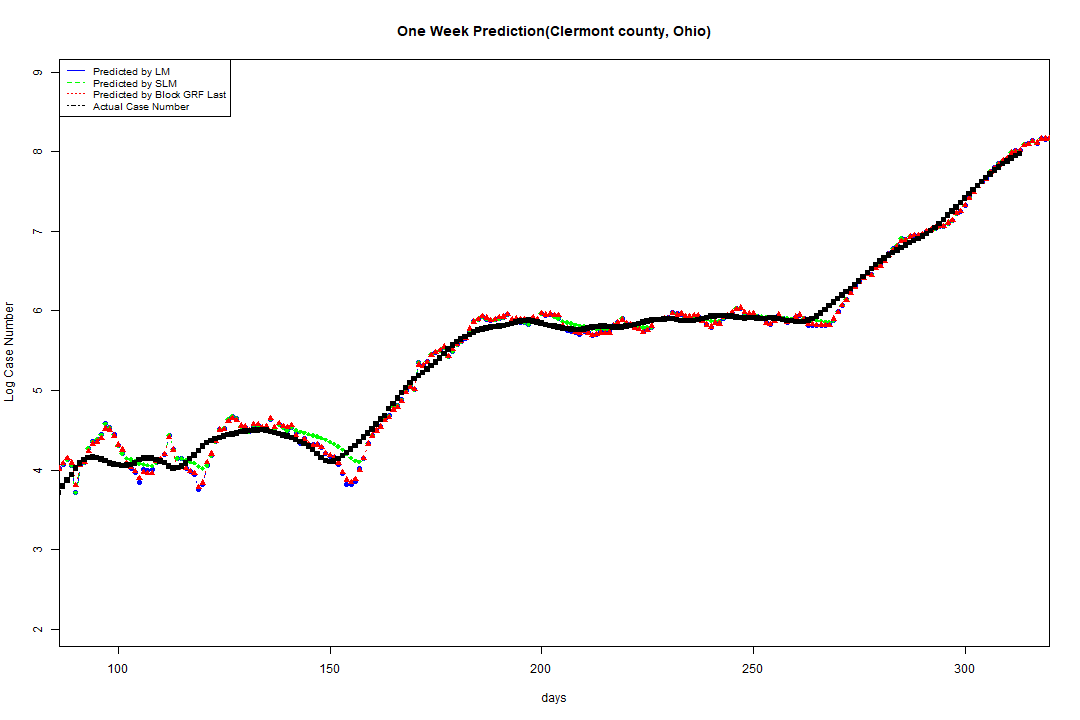 One Week Prediction(Clermont county, Ohio)
Predicted by LM
Predicted by SLM
Predicted by Block GRF Last
Actual Case Number
Log Case Number
9
8
7
6
5
4
3
2
100 150 200 250 300
days